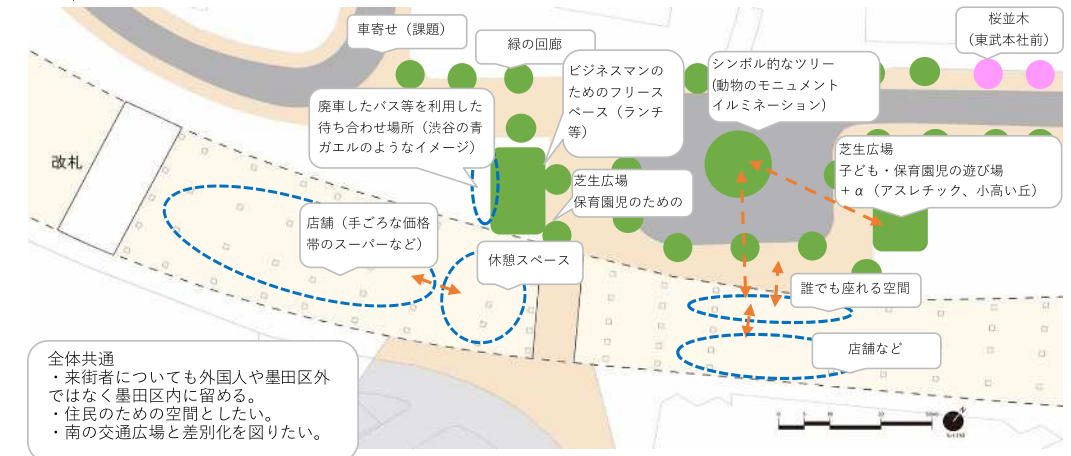 車寄せ（課題）
緑の回廊
桜並木
（東武本社前）
シンボル的なツリー
(動物のモニュメント
イルミネーション)
ビジネスマンの
ためのフリース
ペース（ランチ
等）
廃車したバス等を利用した
待ち合わせ場所（渋谷の青
ガエルのようなイメージ）
改札
芝生広場
子ども・保育園児の遊び場
＋α（アスレチック、小高い丘）
芝生広場
保育園児のための
店舗（手ごろな価格
帯のスーパーなど）
休憩スペース
誰でも座れる空間
店舗など
全体共通
・来街者についても外国人や墨田区外
ではなく墨田区内に留める。
・住民のための空間としたい。
・南の交通広場と差別化を図りたい。
0 5 10 20 50m
N